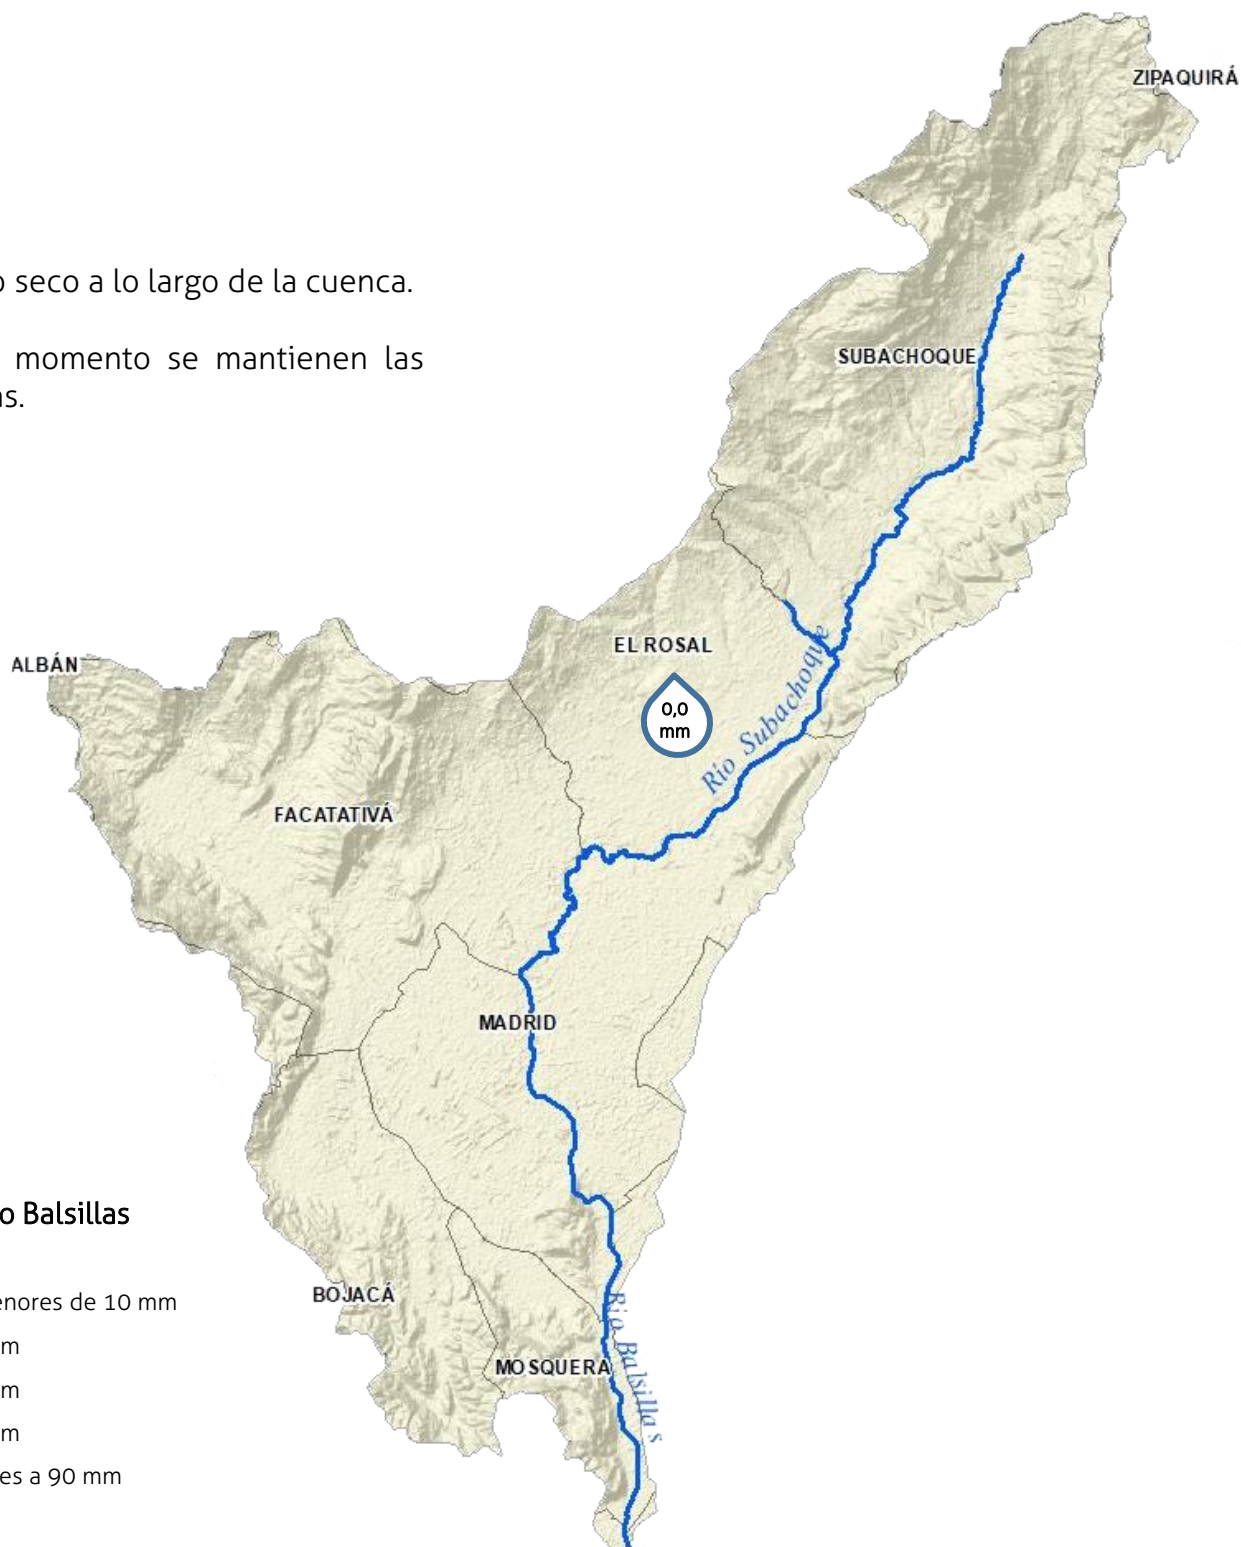 ZIPAQUIRÁ
o seco a lo largo de la cuenca.
momento se mantienen las
as.
SUBACHOQUE
EL ROSAL
ALBÁN
0,0
mm
Río Subachoque
FACATATIVÁ
MADRID
o Balsillas
BOJACÁ
enores de 10 mm
m
m
m
es a 90 mm
MOSQUERA
Río Balsillas